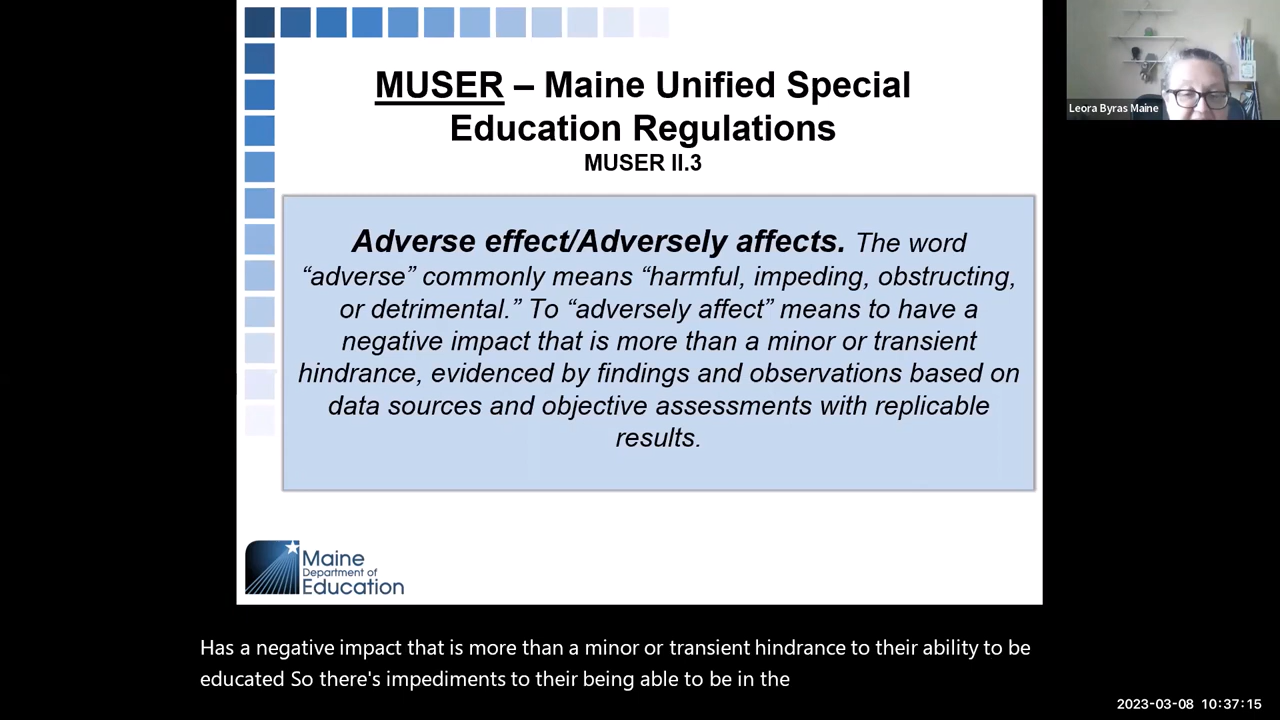 MUSER – Maine Unified Special
Education Regulations
MUSER II.3
Adverse effect/Adversely affects. The word
“adverse” commonly means “harmful, impeding, obstructing,
or detrimental.” To “adversely affect” means to have a
negative impact that is more than a minor or transient
hindrance, evidenced by findings and observations based on
data sources and objective assessments with replicable
results.
Maine
Department of
Education
Leora Byras Maine
Has a negative impact that is more than a minor or transient hindrance to their ability to be
educated So there's impediments to their being able to be in the
2023-03-08 10:37:15